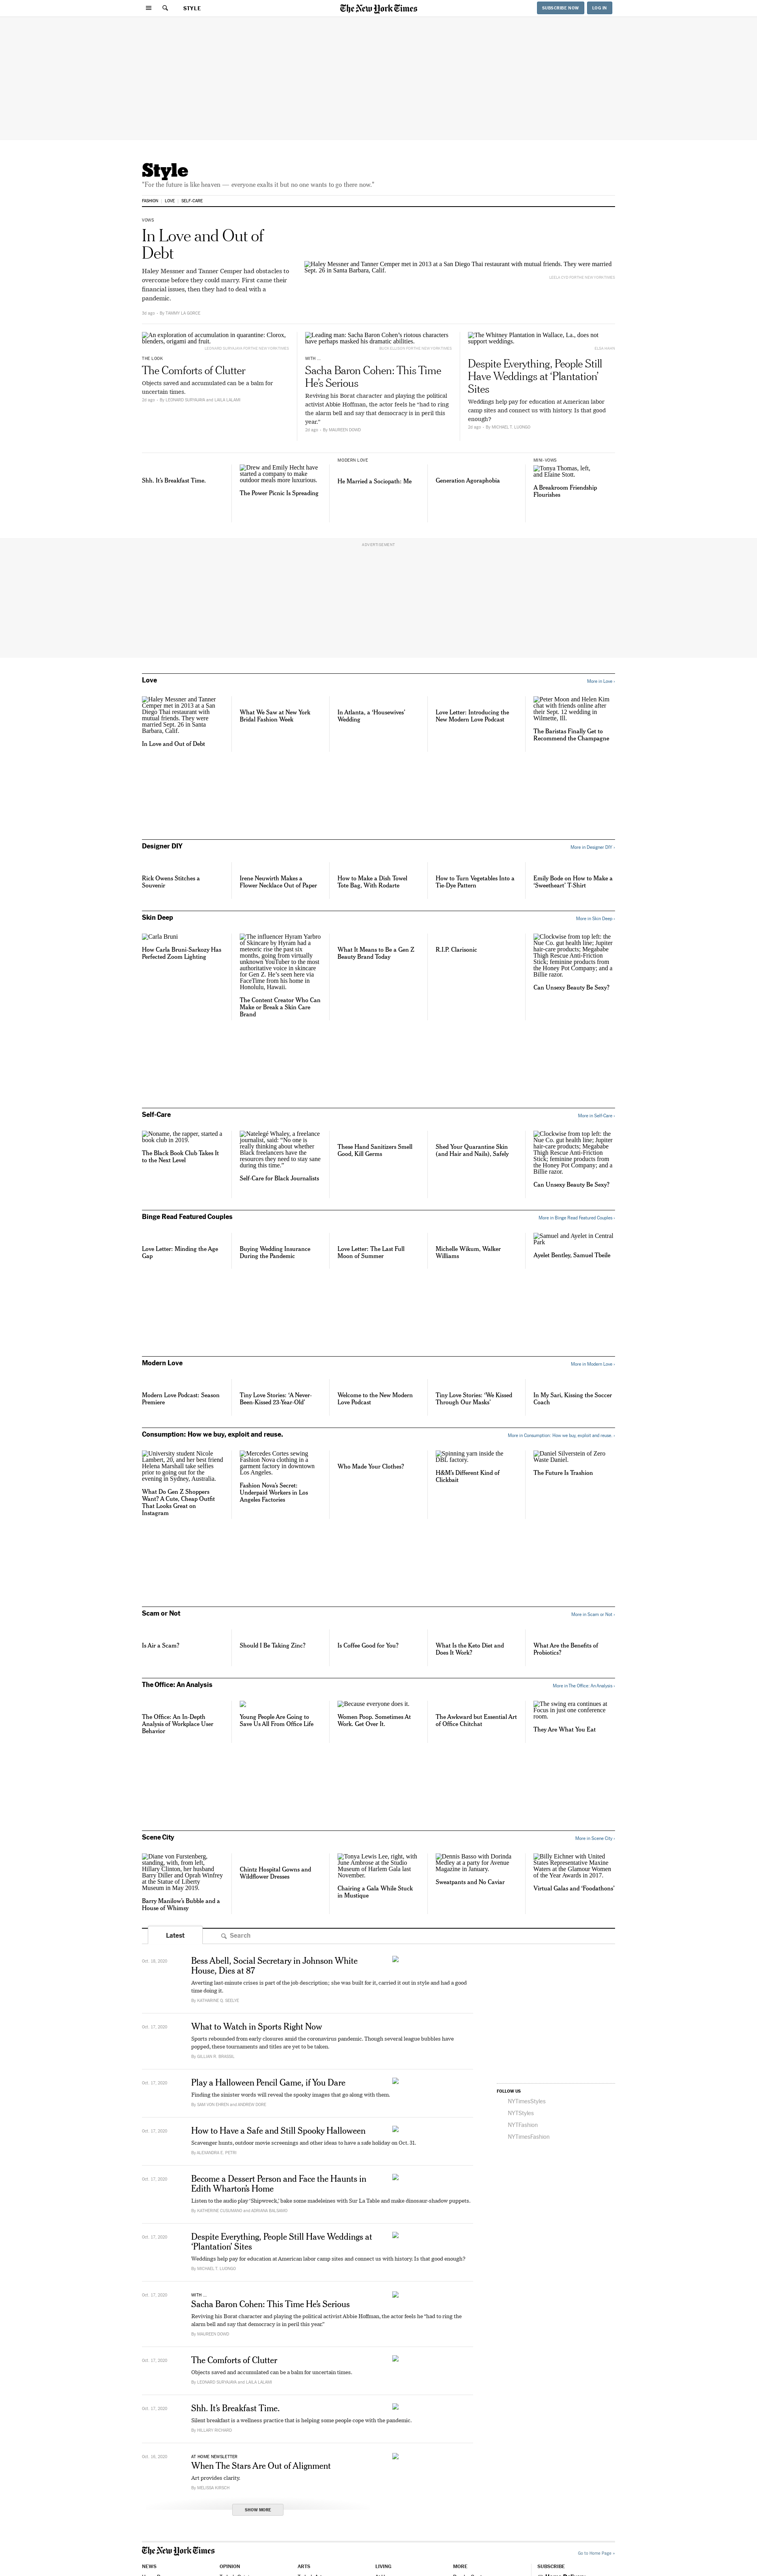 STYLE
The New York Times
SUBSCRIBE NOW
LOG IN
Style
"For the future is like heaven — everyone exalts it but no one wants to go there now."
FASHION
LOVE
SELF-CARE
VOWS
In Love and Out of
Debt
Haley Messner and Tanner Cemper had obstacles to
overcome before they could marry. First came their
financial issues, then they had to deal with a
pandemic.
3d ago · By TAMMY LA GORCE
Haley Messner and Tanner Cemper met in 2013 at a San Diego Thai restaurant with mutual friends. They were married
Sept. 26 in Santa Barbara, Calif.
An exploration of accumulation in quarantine: Clorox,
blenders, origami and fruit.
THE LOOK
The Comforts of Clutter
Objects saved and accumulated can be a balm for
uncertain times.
2d ago · By LEONARD SURYAJAYA and LAILA LALAMI
Leading man: Sacha Baron Cohen's riotous characters
have perhaps masked his dramatic abilities.
WITH ...
Sacha Baron Cohen: This Time
He's Serious
Reviving his Borat character and playing the political
activist Abbie Hoffman, the actor feels he "had to ring
the alarm bell and say that democracy is in peril this
year."
2d ago · By MAUREEN DOWD
The Whitney Plantation in Wallace, La., does not
support weddings.
Despite Everything, People Still
Have Weddings at 'Plantation'
Sites
Weddings help pay for education at American labor
camp sites and connect us with history. Is that good
enough?
2d ago · By MICHAEL T. LUONGO
Shh. It's Breakfast Time.
Drew and Emily Hecht have
started a company to make
outdoor meals more luxurious.
The Power Picnic Is Spreading
MODERN LOVE
He Married a Sociopath: Me
Generation Agoraphobia
MINI-VOWS
Tonya Thomas, left,
and Elaine Stott.
A Breakroom Friendship
Flourishes
ADVERTISEMENT
Love
More in Love ›
Haley Messner and Tanner
Cemper met in 2013 at a San
Diego Thai restaurant with
mutual friends. They were
married Sept. 26 in Santa
Barbara, Calif.
In Love and Out of Debt
What We Saw at New York
Bridal Fashion Week
In Atlanta, a 'Housewives'
Wedding
Love Letter: Introducing the
New Modern Love Podcast
Peter Moon and Helen Kim
chat with friends online after
their Sept. 12 wedding in
Wilmette, Ill.
The Baristas Finally Get to
Recommend the Champagne
Designer DIY
More in Designer DIY ›
Rick Owens Stitches a
Souvenir
Irene Neuwirth Makes a
Flower Necklace Out of Paper
How to Make a Dish Towel
Tote Bag, With Rodarte
How to Turn Vegetables Into a
Tie-Dye Pattern
Emily Bode on How to Make a
'Sweetheart' T-Shirt
Skin Deep
More in Skin Deep ›
Carla Bruni
How Carla Bruni-Sarkozy Has
Perfected Zoom Lighting
The influencer Hyram Yarbro
of Skincare by Hyram had a
meteoric rise the past six
months, going from virtually
unknown YouTuber to the most
authoritative voice in skincare
for Gen Z. He's seen here via
FaceTime from his home in
Honolulu, Hawaii.
The Content Creator Who Can
Make or Break a Skin Care
Brand
What It Means to Be a Gen Z
Beauty Brand Today
R.I.P. Clarisonic
Clockwise from top left: the
Nue Co. gut health line; Jupiter
hair-care products; Megababe
Thigh Rescue Anti-Friction
Stick; feminine products from
the Honey Pot Company; and a
Billie razor.
Can Unsexy Beauty Be Sexy?
Self-Care
More in Self-Care ›
Noname, the rapper, started a
book club in 2019.
The Black Book Club Takes It
to the Next Level
Natelegé Whaley, a freelance
journalist, said: "No one is
really thinking about whether
Black freelancers have the
resources they need to stay sane
during this time."
Self-Care for Black Journalists
These Hand Sanitizers Smell
Good, Kill Germs
Shed Your Quarantine Skin
(and Hair and Nails), Safely
Clockwise from top left: the
Nue Co. gut health line; Jupiter
hair-care products; Megababe
Thigh Rescue Anti-Friction
Stick; feminine products from
the Honey Pot Company; and a
Billie razor.
Can Unsexy Beauty Be Sexy?
Binge Read Featured Couples
More in Binge Read Featured Couples ›
Love Letter: Minding the Age
Gap
Buying Wedding Insurance
During the Pandemic
Love Letter: The Last Full
Moon of Summer
Michelle Wikum, Walker
Williams
Samuel and Ayelet in Central
Park
Ayelet Bentley, Samuel Tbeile
Modern Love
More in Modern Love ›
Modern Love Podcast: Season
Premiere
Tiny Love Stories: 'A Never-
Been-Kissed 23-Year-Old'
Welcome to the New Modern
Love Podcast
Tiny Love Stories: 'We Kissed
Through Our Masks'
In My Sari, Kissing the Soccer
Coach
Consumption: How we buy, exploit and reuse.
More in Consumption: How we buy, exploit and reuse. ›
University student Nicole
Lambert, 20, and her best friend
Helena Marshall take selfies
prior to going out for the
evening in Sydney, Australia.
What Do Gen Z Shoppers
Want? A Cute, Cheap Outfit
That Looks Great on
Instagram
Mercedes Cortes sewing
Fashion Nova clothing in a
garment factory in downtown
Los Angeles.
Fashion Nova's Secret:
Underpaid Workers in Los
Angeles Factories
Who Made Your Clothes?
Spinning yarn inside the
DBL factory.
H&M's Different Kind of
Clickbait
Daniel Silverstein of Zero
Waste Daniel.
The Future Is Trashion
Scam or Not
More in Scam or Not ›
Is Air a Scam?
Should I Be Taking Zinc?
Is Coffee Good for You?
What Is the Keto Diet and
Does It Work?
What Are the Benefits of
Probiotics?
The Office: An Analysis
More in The Office: An Analysis ›
The Office: An In-Depth
Analysis of Workplace User
Behavior
Young People Are Going to
Save Us All From Office Life
Because everyone does it.
Women Poop. Sometimes At
Work. Get Over It.
The Awkward but Essential Art
of Office Chitchat
The swing era continues at
Focus in just one conference
room.
They Are What You Eat
Scene City
More in Scene City ›
Diane von Furstenberg,
standing, with, from left,
Hillary Clinton, her husband
Barry Diller and Oprah Winfrey
at the Statue of Liberty
Museum in May 2019.
Barry Manilow's Bubble and a
House of Whimsy
Chintz Hospital Gowns and
Wildflower Dresses
Tonya Lewis Lee, right, with
June Ambrose at the Studio
Museum of Harlem Gala last
November.
Chairing a Gala While Stuck
in Mustique
Dennis Basso with Dorinda
Medley at a party for Avenue
Magazine in January.
Sweatpants and No Caviar
Billy Eichner with United
States Representative Maxine
Waters at the Glamour Women
of the Year Awards in 2017.
Virtual Galas and 'Foodathons'
Latest
Search
Oct. 18, 2020
Bess Abell, Social Secretary in Johnson White
House, Dies at 87
Averting last-minute crises is part of the job description; she was built for it, carried it out in style and had a good
time doing it.
By KATHARINE Q. SEELYE
Oct. 17, 2020
What to Watch in Sports Right Now
Sports rebounded from early closures amid the coronavirus pandemic. Though several league bubbles have
popped, these tournaments and titles are yet to be taken.
By GILLIAN R. BRASSIL
Oct. 17, 2020
Play a Halloween Pencil Game, if You Dare
Finding the sinister words will reveal the spooky images that go along with them.
By SAM VON EHREN and ANDREW DORE
Oct. 17, 2020
How to Have a Safe and Still Spooky Halloween
Scavenger hunts, outdoor movie screenings and other ideas to have a safe holiday on Oct. 31.
By ALEXANDRA E. PETRI
Oct. 17, 2020
Become a Dessert Person and Face the Haunts in
Edith Wharton's Home
Listen to the audio play 'Shipwreck,' bake some madeleines with Sur La Table and make dinosaur-shadow puppets.
By KATHERINE CUSUMANO and ADRIANA BALSAMO
Oct. 17, 2020
Despite Everything, People Still Have Weddings at
'Plantation' Sites
Weddings help pay for education at American labor camp sites and connect us with history. Is that good enough?
By MICHAEL T. LUONGO
Oct. 17, 2020
WITH ...
Sacha Baron Cohen: This Time He's Serious
Reviving his Borat character and playing the political activist Abbie Hoffman, the actor feels he "had to ring the
alarm bell and say that democracy is in peril this year."
By MAUREEN DOWD
Oct. 17, 2020
The Comforts of Clutter
Objects saved and accumulated can be a balm for uncertain times.
By LEONARD SURYAJAYA and LAILA LALAMI
Oct. 17, 2020
Shh. It's Breakfast Time.
Silent breakfast is a wellness practice that is helping some people cope with the pandemic.
By HILLARY RICHARD
Oct. 16, 2020
AT HOME NEWSLETTER
When The Stars Are Out of Alignment
Art provides clarity.
By MELISSA KIRSCH
SHOW MORE
FOLLOW US
NYTimesStyles
NYTStyles
NYTFashion
NYTimesFashion
The New York Times
Go to Home Page »
NEWS
OPINION
ARTS
LIVING
MORE
SUBSCRIBE